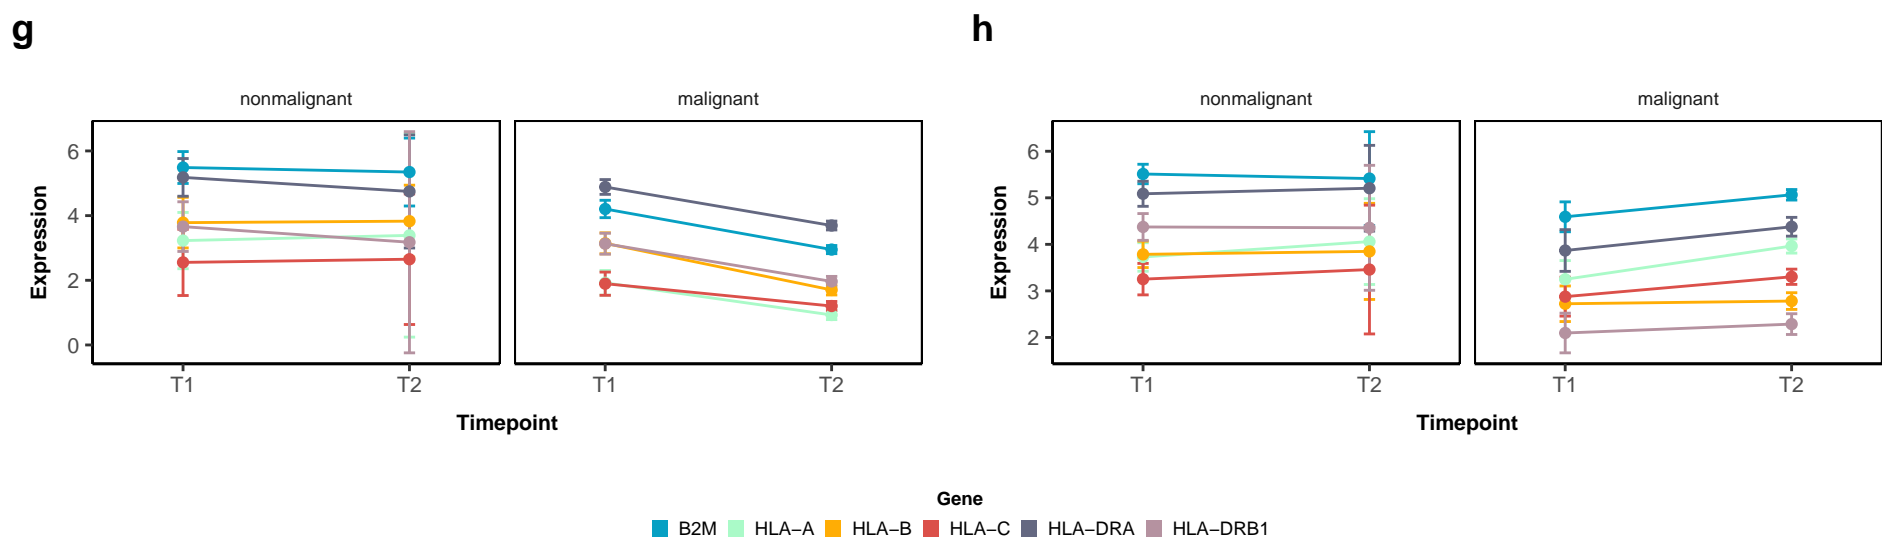 g
h
nonmalignant malignant
nonmalignant malignant
Expression
6
4
2
0
T1 T2 T1 T2
Timepoint
Expression
6
5
4
3
2
T1 T2 T1 T2
Timepoint
Gene
B2M HLA−A HLA−B HLA−C HLA−DRA HLA−DRB1